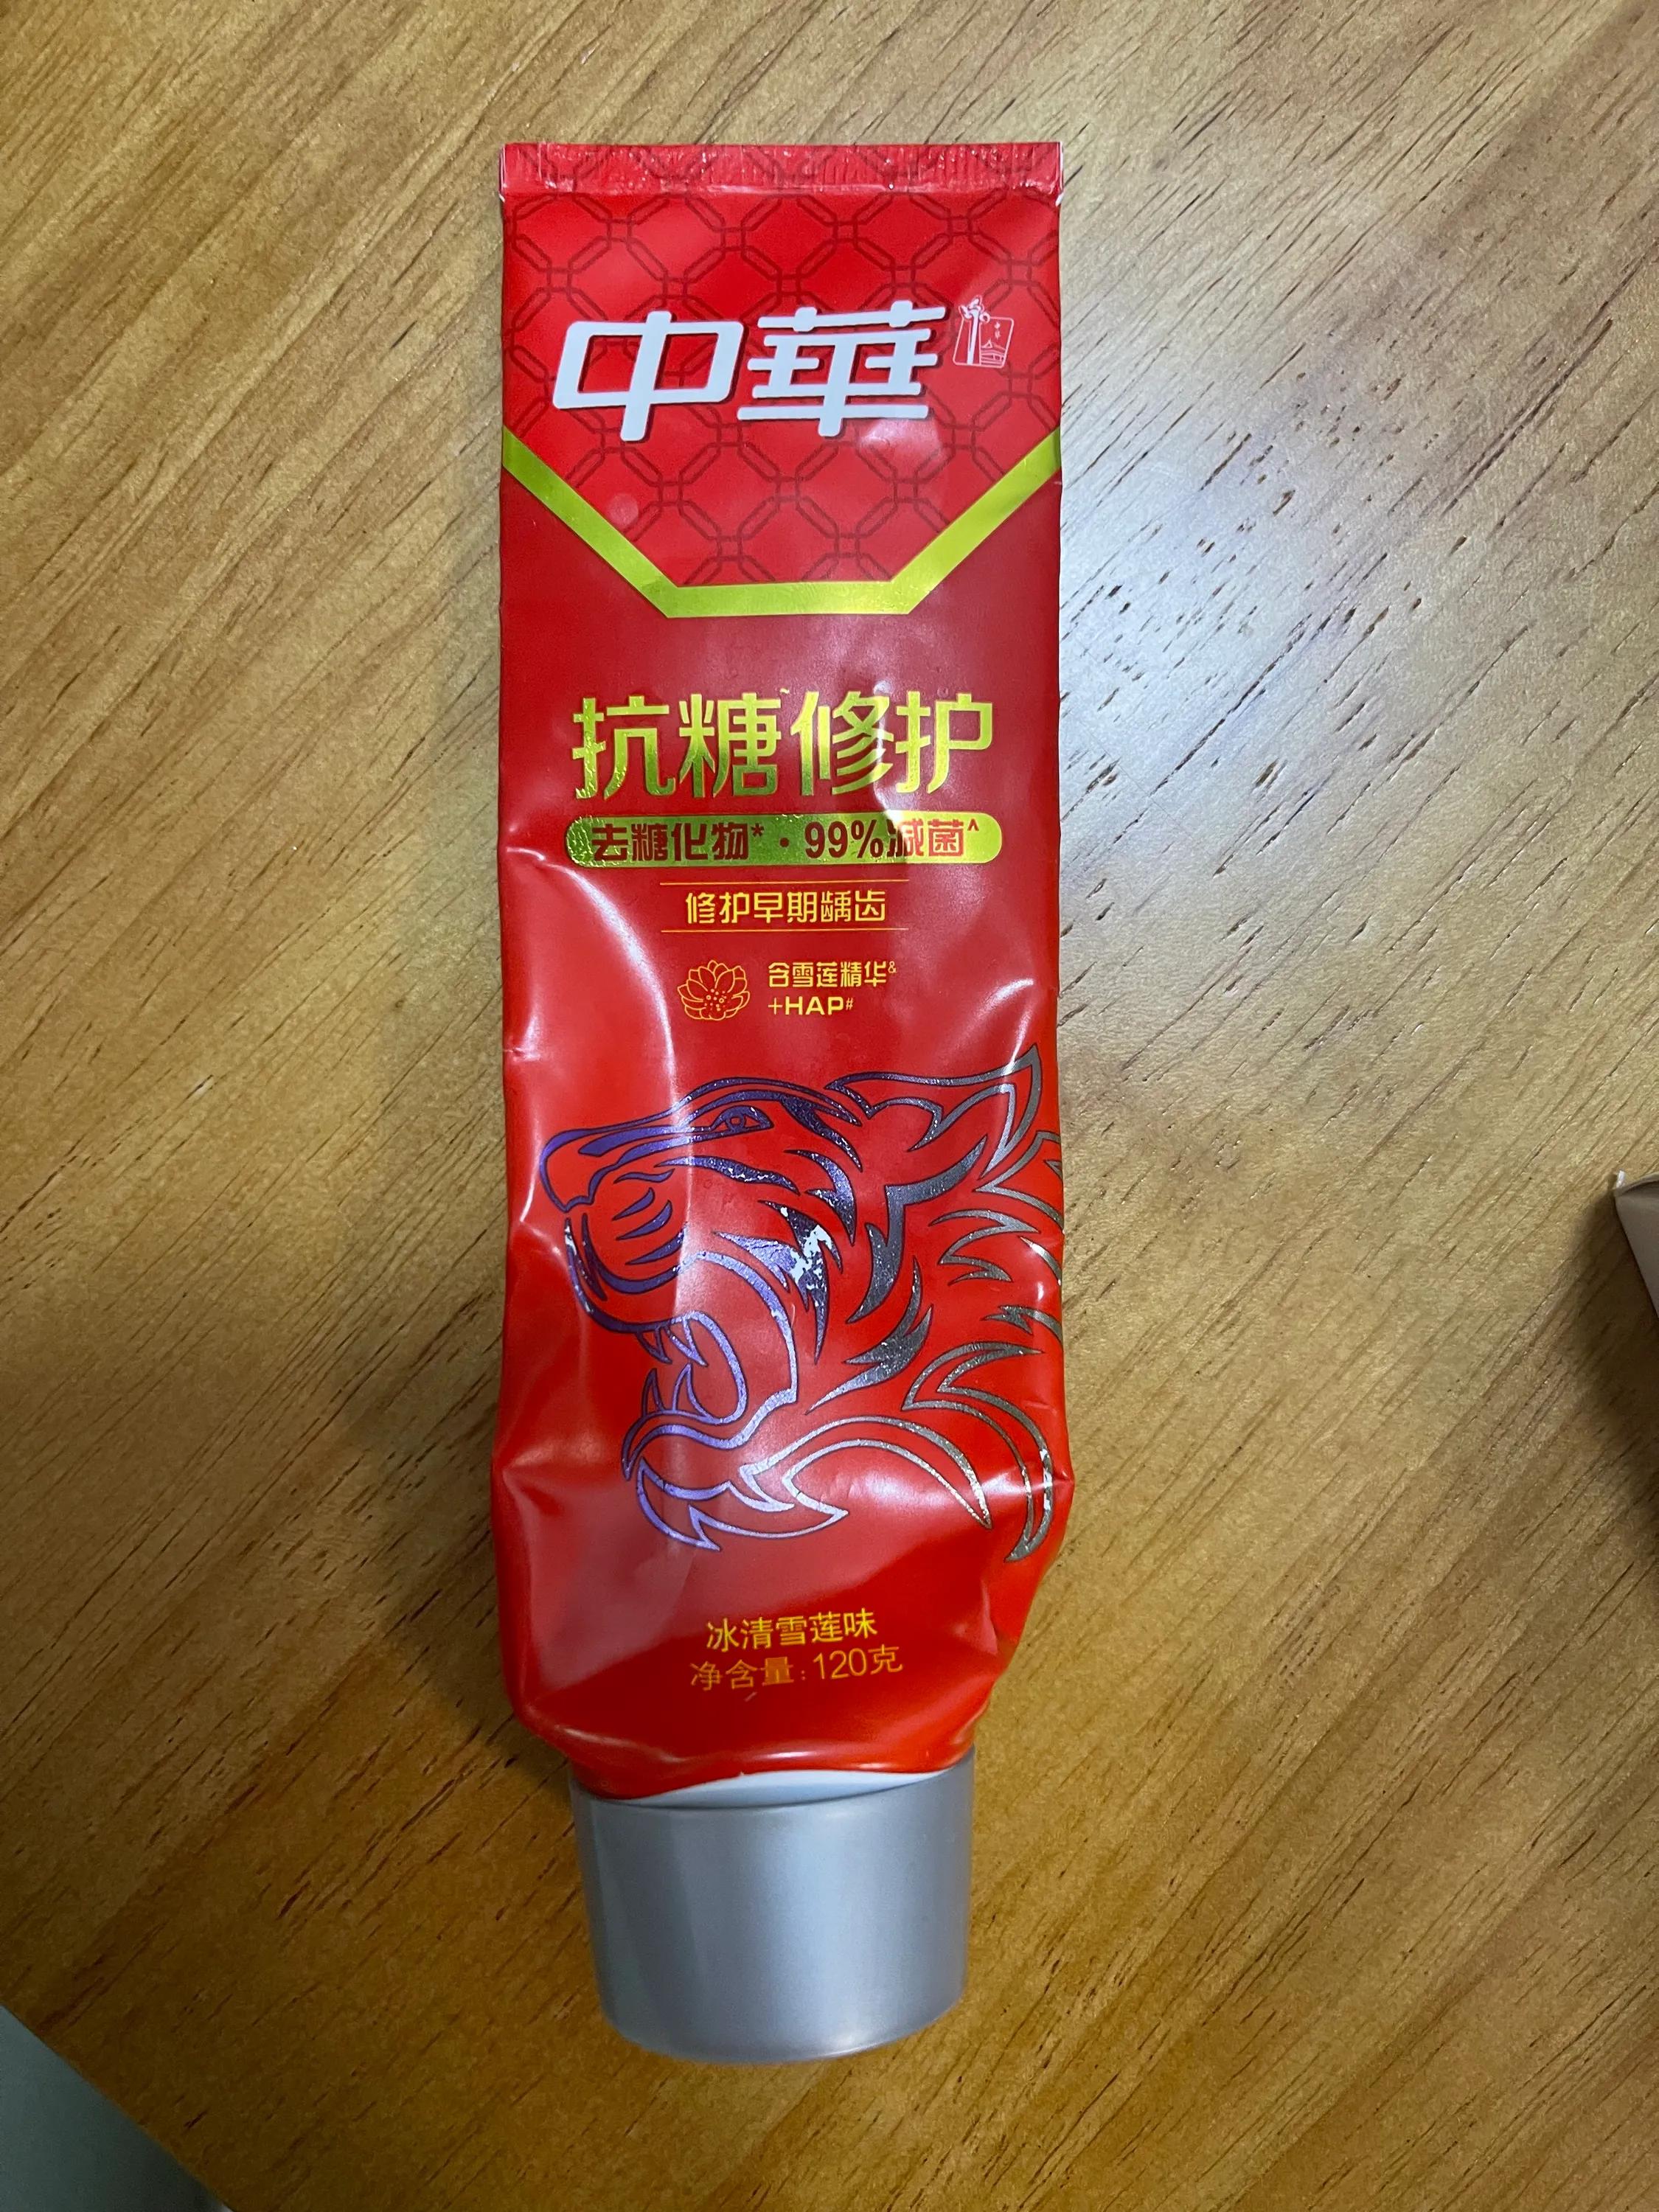 中華
抗糖修护
去糖化物*·99%减菌^
修护早期龋齿
含雪莲精华&
+HAP#
冰清雪莲味
净含量:120克